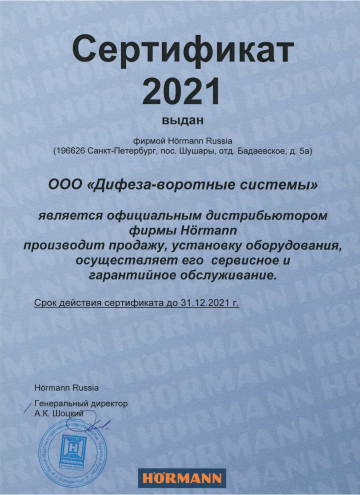 Сертификат
2021
выдан
фирмой Hörmann Russia
(196626 Санкт-Петербург, пос. Шушары, отд. Бадаевское, д. 5а)
ООО «Дифеза-воротные системы»
является официальным дистрибьютором
фирмы Hörmann
производит продажу, установку оборудования,
осуществляет его сервисное и
гарантийное обслуживание.
Срок действия сертификата до 31.12.2021 г.
Hörmann Russia
Генеральный директор
А.К. Шоцкий
HÖRMANN